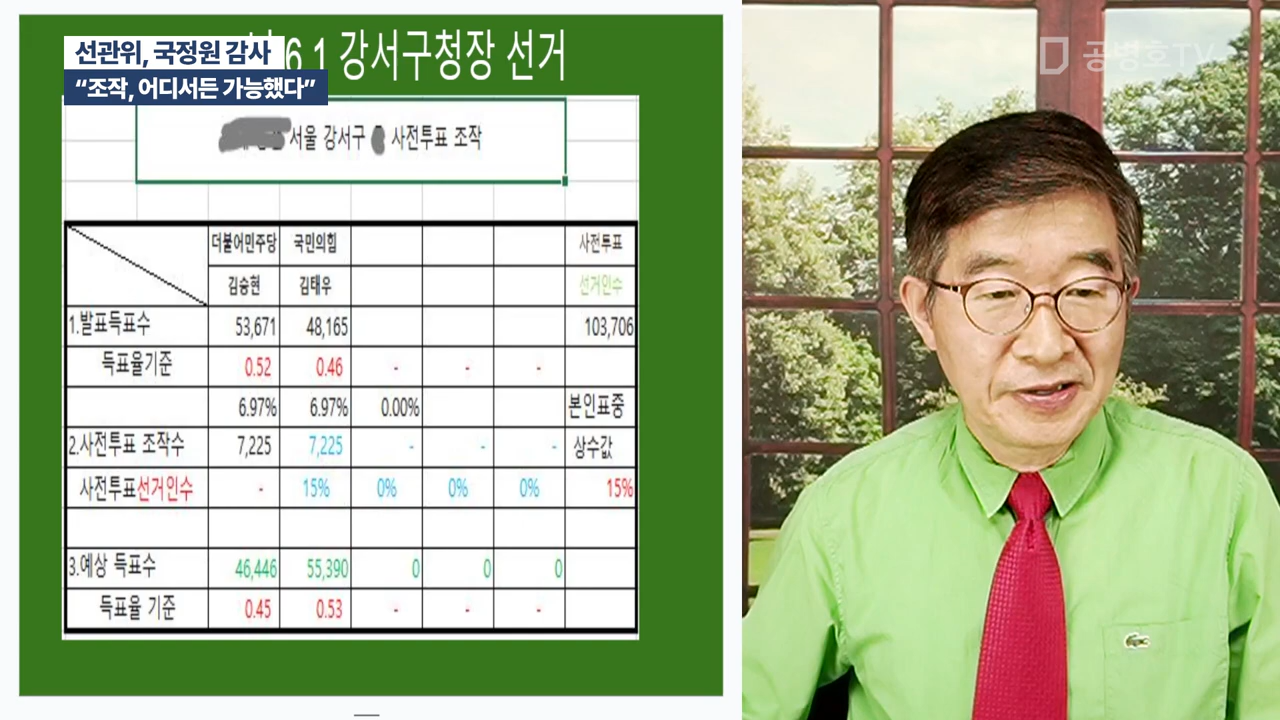 선관위, 국정원 감사
“조작, 어디서든 가능했다”
6 1 강서구청장 선거
공병호TV
서울 강서구 사전투표 조작
더불어민주당 국민의힘 사전투표
김승현 김태우 선거인수
1.발표득표수 53,671 48,165 103,706
득표율기준 0.52 0.46 - - -
6.97% 6.97% 0.00% 본인표중
2.사전투표 조작수 7,225 7,225 - - - 상수값
사전투표선거인수 - 15% 0% 0% 0% 15%
3.예상 득표수 46,446 55,390 0 0 0
득표율 기준 0.45 0.53 - - -